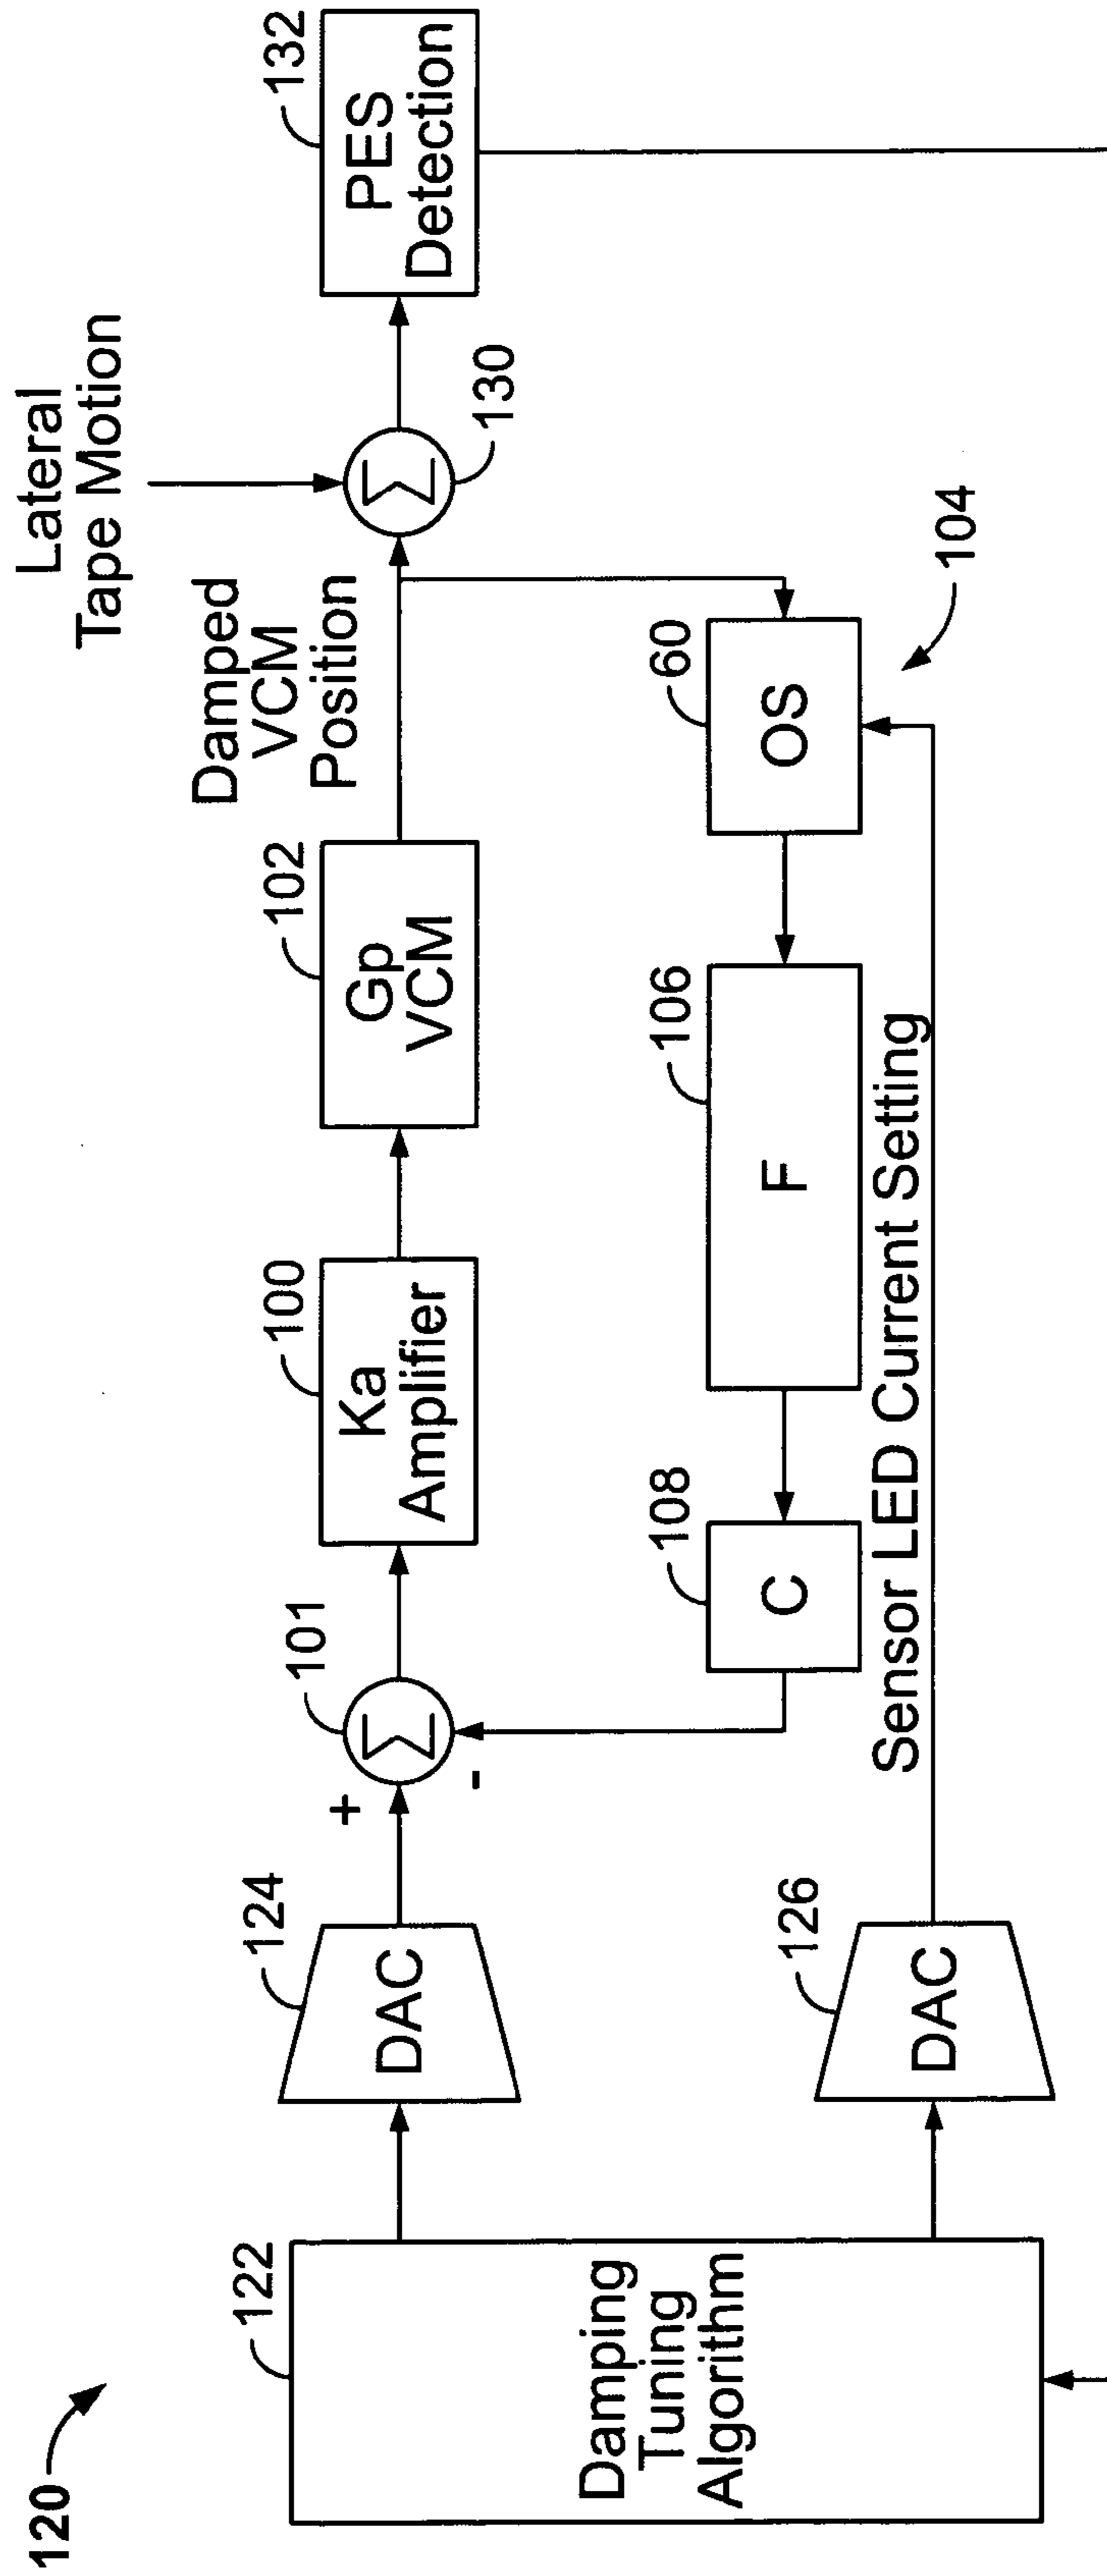 120
122
Damping
Tuning
Algorithm
124
DAC
126
DAC
+
-
101
Σ
100
Ka
Amplifier
102
Gp
VCM
Damped
VCM
Position
Lateral
Tape Motion
Σ
130
132
PES
Detection
108
C
106
F
60
OS
104
Sensor LED Current Setting